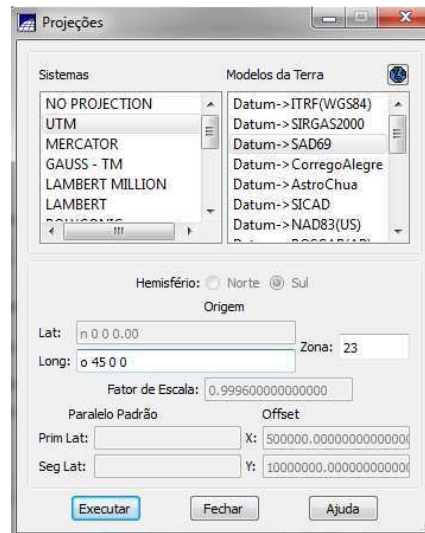 Projeções
Sistemas
Modelos da Terra
NO PROJECTION
UTM
MERCATOR
GAUSS - TM
LAMBERT MILLION
LAMBERT
Datum->ITRF(WGS84)
Datum->SIRGAS2000
Datum->SAD69
Datum->CorregoAlegre
Datum->AstroChua
Datum->SICAD
Datum->NAD83(US)
Hemisfério: Norte Sul
Origem
Lat: n 0 0 0.00
Zona: 23
Long: o 45 0 0
Fator de Escala: 0.999600000000000
Paralelo Padrão
Offset
Prim Lat:
X: 500000.0000000000000
Seg Lat:
Y: 10000000.00000000000
Executar
Fechar
Ajuda